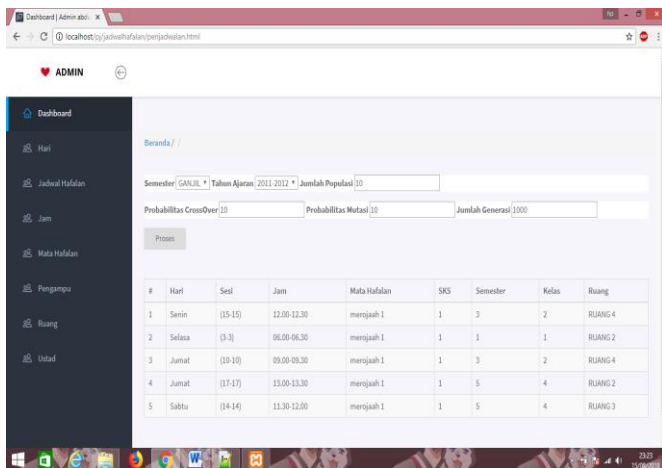 Dashboard | Admin abdu
localhost/pj/jadwalhafalan/penjadwalan.html
ADMIN
Dashboard
Hari
Jadwal Hafalan
Jam
Mata Hafalan
Pengampu
Ruang
Ustad
Beranda / /
Semester GANJIL Tahun Ajaran 2011-2012 Jumlah Populasi 10
Probabilitas CrossOver 10 Probabilitas Mutasi 10 Jumlah Generasi 1000
Proses
# Hari Sesi Jam Mata Hafalan SKS Semester Kelas Ruang
1 Senin (15-15) 12.00-12.30 merojaah 1 1 3 2 RUANG 4
2 Selasa (3-3) 06.00-06.30 merojaah 1 1 1 1 RUANG 2
3 Jumat (10-10) 09.00-09.30 merojaah 1 1 3 2 RUANG 4
4 Jumat (17-17) 13.00-13.30 merojaah 1 1 5 4 RUANG 2
5 Sabtu (14-14) 11.30-12.00 merojaah 1 1 5 4 RUANG 3
23:23